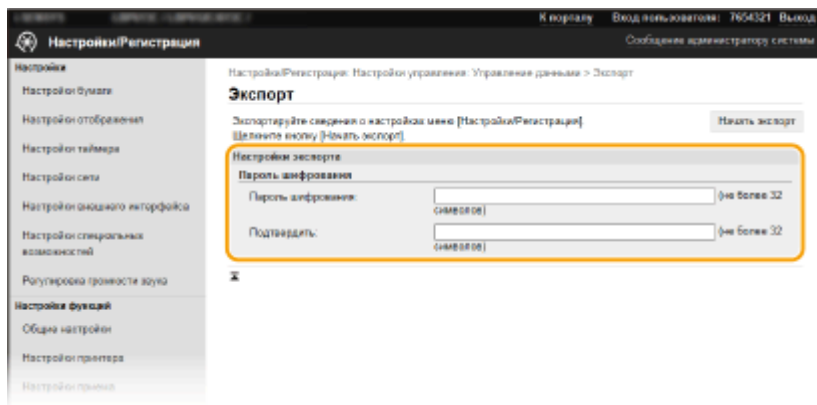 К порталу Вход пользователя: 7654321 Выход
Настройки/Регистрация Сообщение администратору системы
Настройки
Настройки бумаги
Настройки отображения
Настройки таймера
Настройки сети
Настройки внешнего интерфейса
Настройки специальных
возможностей
Регулировка громкости звука
Настройки функций
Общие настройки
Настройки принтера
Настройки приема
Настройки/Регистрация: Настройки управления: Управление данными > Экспорт
Экспорт
Экспортируйте сведения о настройках меню [Настройки/Регистрация].
Щелкните кнопку [Начать экспорт].
Начать экспорт
Настройки экспорта
Пароль шифрования
Пароль шифрования: (не более 32
символов)
Подтвердить: (не более 32
символов)